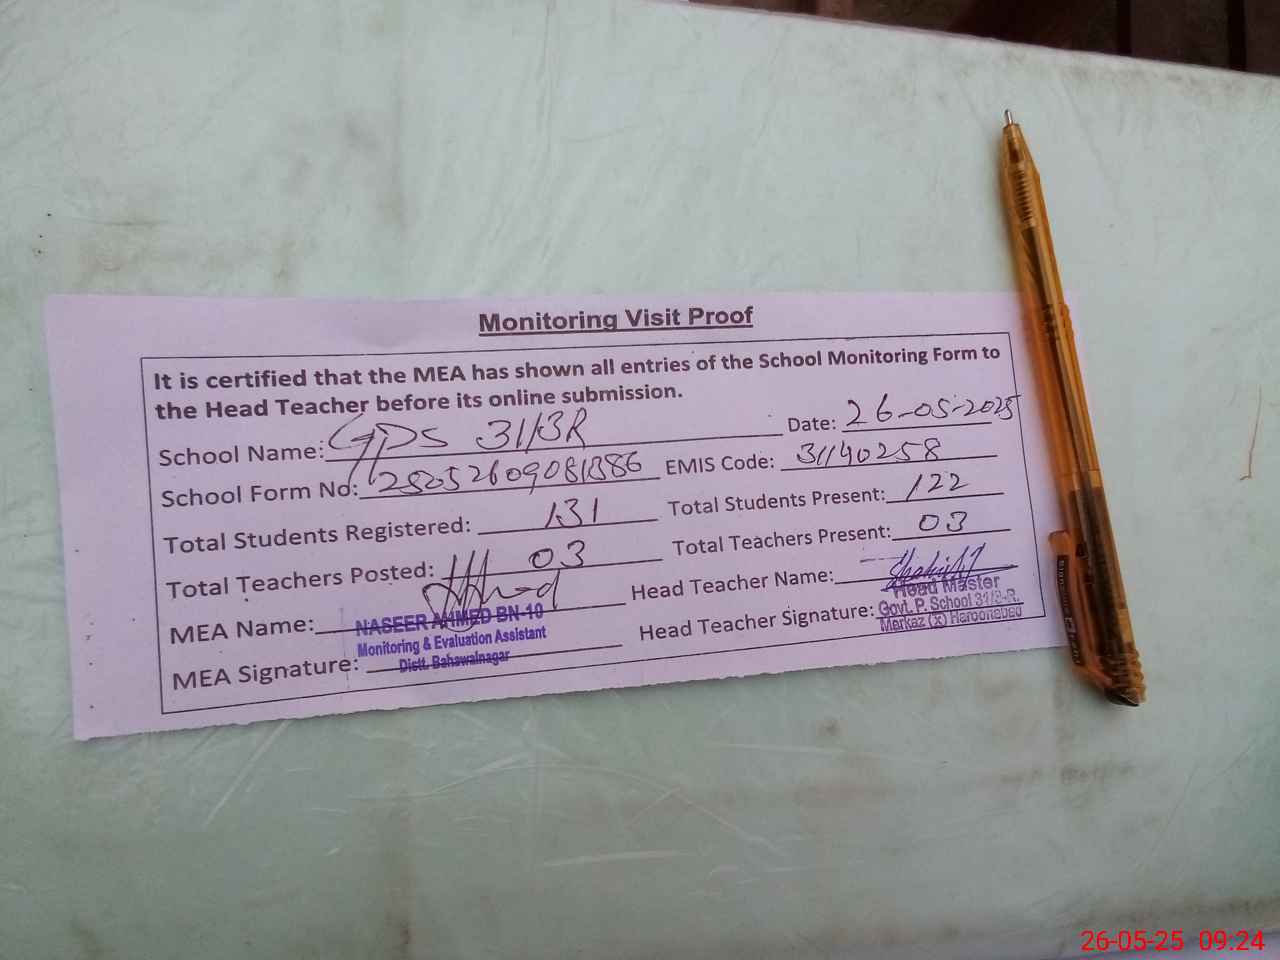 Monitoring Visit Proof
It is certified that the MEA has shown all entries of the School Monitoring Form to
the Head Teacher before its online submission.
School Name: GPS 31/3R Date: 26-05-2025
School Form No: EMIS Code: 31140258
Total Students Registered: 131 Total Students Present: 122
Total Teachers Posted: 03 Total Teachers Present: 03
MEA Name: Head Teacher Name:
NASEER AHMED BN-10
Monitoring & Evaluation Assistant
Distt. Bahawalnagar
MEA Signature: Head Teacher Signature:
Head Master
Govt. P. School 31/3-R.
Markaz (x) Haroonabad
26-05-25 09:24